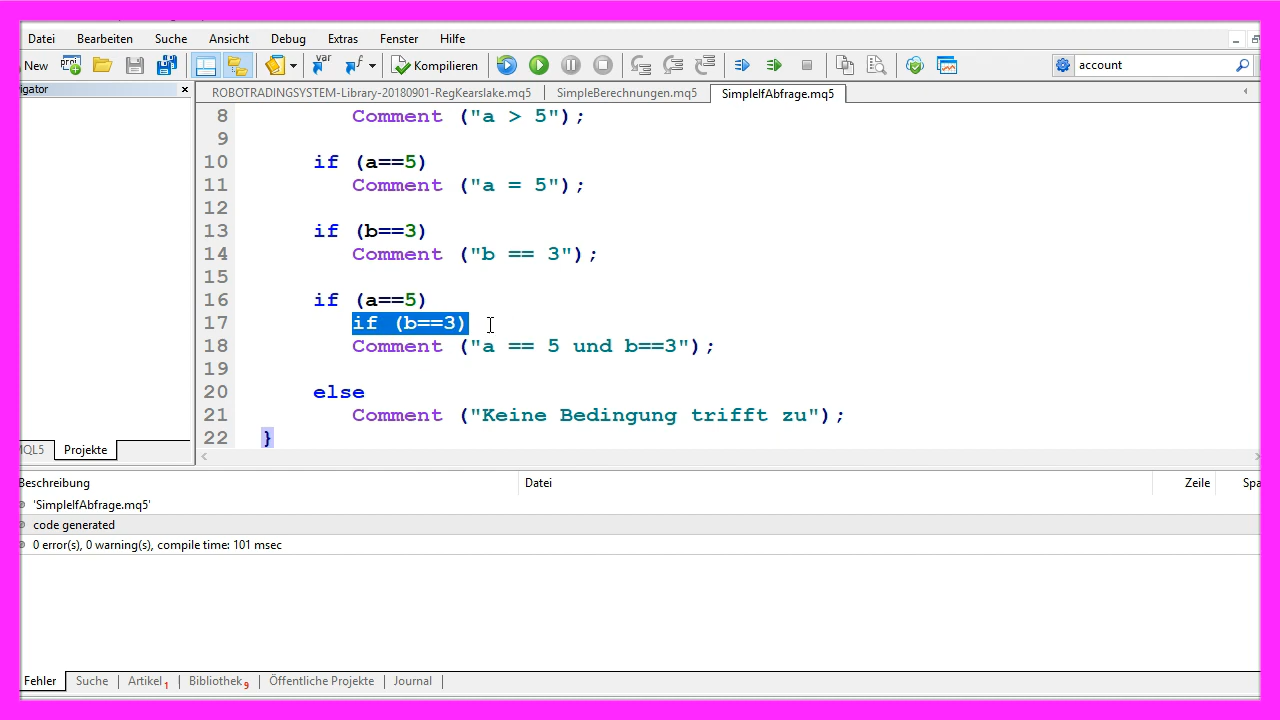 Datei Bearbeiten Suche Ansicht Debug Extras Fenster Hilfe
New Kompilieren account
ROBOTRADINGSYSTEM-Library-20180901-RegKearslake.mq5 SimpleBerechnungen.mq5 SimpleIfAbfrage.mq5
8 Comment ("a > 5");
9
10 if (a==5)
11 Comment ("a = 5");
12
13 if (b==3)
14 Comment ("b == 3");
15
16 if (a==5)
17 if (b==3)
18 Comment ("a == 5 und b==3");
19
20 else
21 Comment ("Keine Bedingung trifft zu");
22 }
MQL5 Projekte
Beschreibung Datei Zeile
'SimpleIfAbfrage.mq5'
code generated
0 error(s), 0 warning(s), compile time: 101 msec
Fehler Suche Artikel 1 Bibliothek 9 Öffentliche Projekte Journal